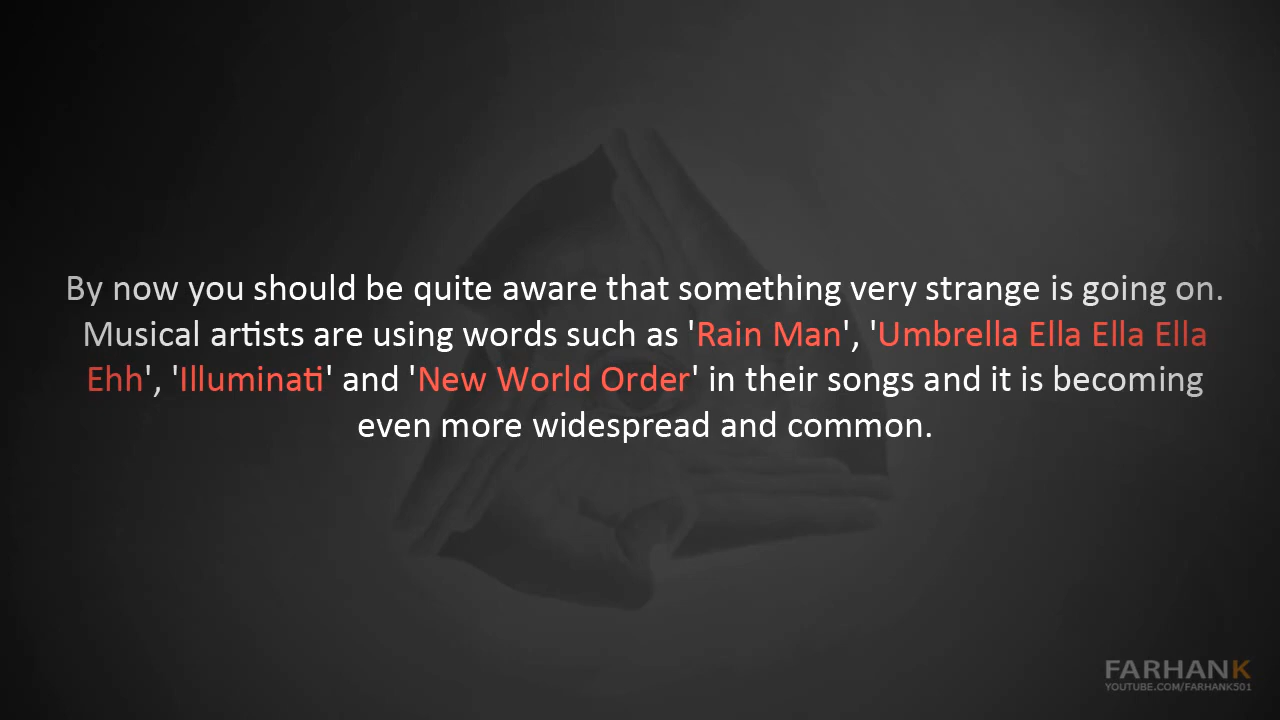 By now you should be quite aware that something very strange is going on.
Musical artists are using words such as 'Rain Man', 'Umbrella Ella Ella Ella
Ehh', 'Illuminati' and 'New World Order' in their songs and it is becoming
even more widespread and common.
FARHANK
YOUTUBE.COM/FARHANK501